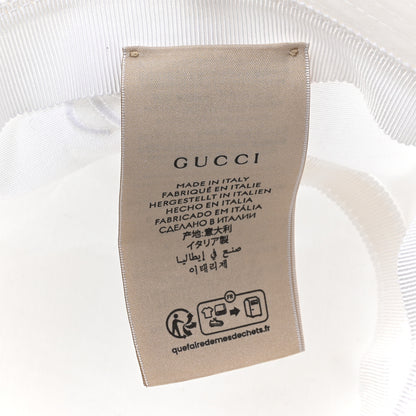 GUCCI
MADE IN ITALY
FABRIQUÉ EN ITALIE
HERGESTELLT IN ITALIEN
HECHO EN ITALIA
FABRICADO EM ITÁLIA
СДЕЛАНО В ИТАЛИИ
产地:意大利
イタリア製
صنع في إيطاليا
이태리제
FR
quefairedemesdechets.fr